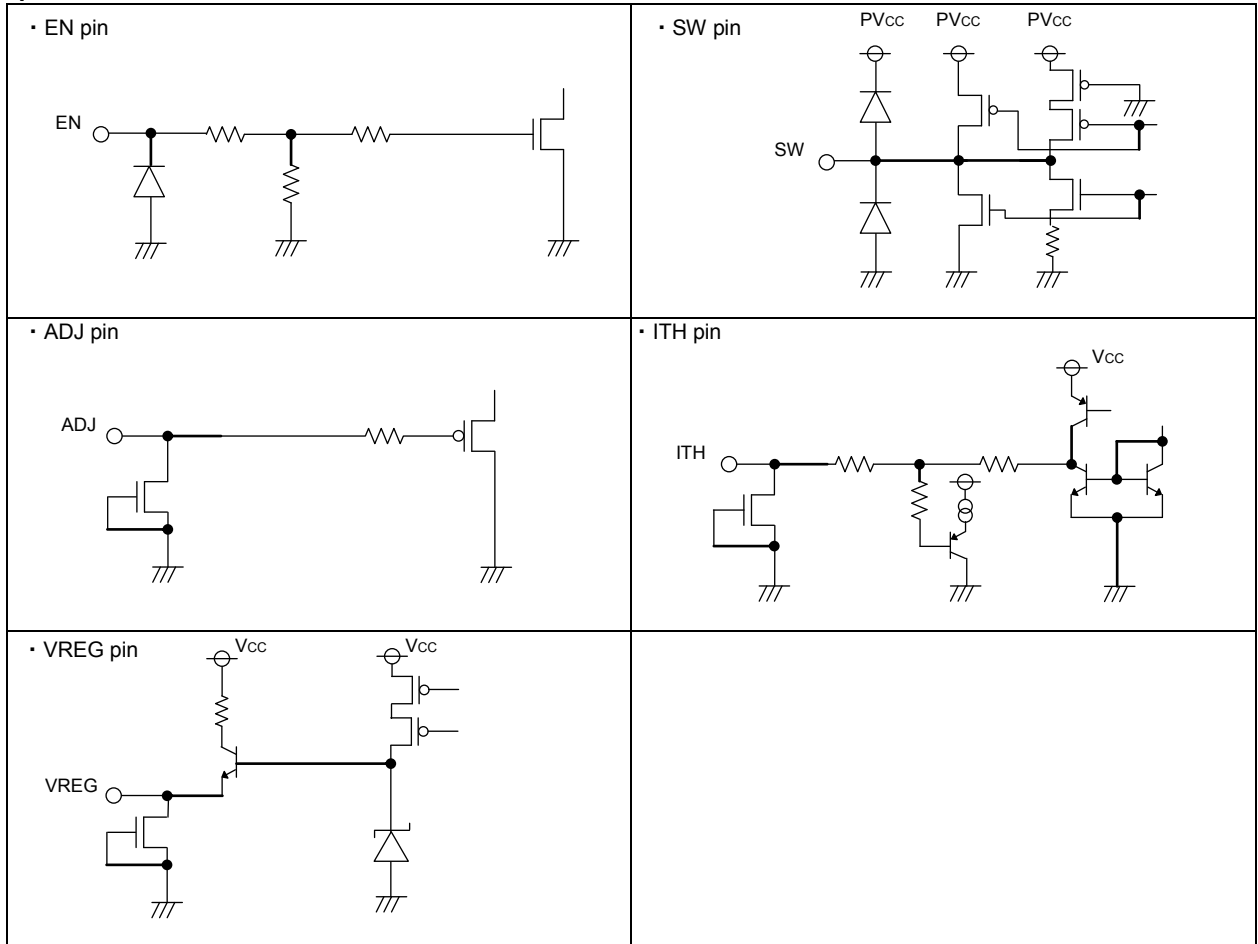 ・EN pin
EN
・SW pin
PVCC PVCC PVCC
SW
・ADJ pin
ADJ
・ITH pin
VCC
ITH
・VREG pin
VCC VCC
VREG